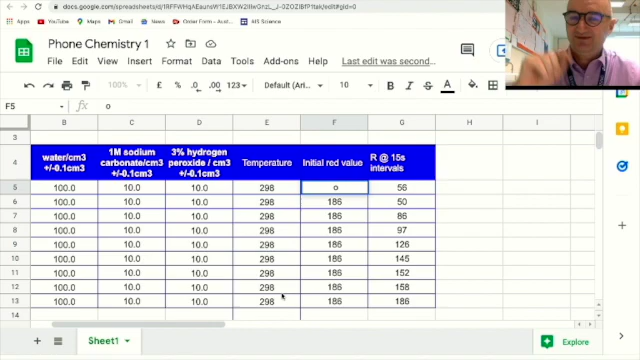 docs.google.com/spreadsheets/d/1RFFWHqAEaunsW1EJBXW2IlwGnzL_Y1Bgd4trkJRKeM8/edit#gid=0
Apps M Gmail YouTube Maps News Order Form - Aust... AIS Science
Phone Chemistry 1
File Edit View Insert Format Data Tools Add-ons Help Last edit was second...
100% $ % .0 .00 123 Default (Ari... 10 B I S A
F5 fx o
B C D E F G H I
3
4 water/cm3 +/-0.1cm3 1M sodium carbonate/cm3 +/-0.1cm3 3% hydrogen peroxide / cm3 +/-0.1cm3 Temperature Initial red value R @ 15s intervals
5 100.0 10.0 10.0 298 o 56
6 100.0 10.0 10.0 298 186 50
7 100.0 10.0 10.0 298 186 86
8 100.0 10.0 10.0 298 186 97
9 100.0 10.0 10.0 298 186 126
10 100.0 10.0 10.0 298 186 145
11 100.0 10.0 10.0 298 186 152
12 100.0 10.0 10.0 298 186 158
13 100.0 10.0 10.0 298 186 186
14
Sheet1 Explore